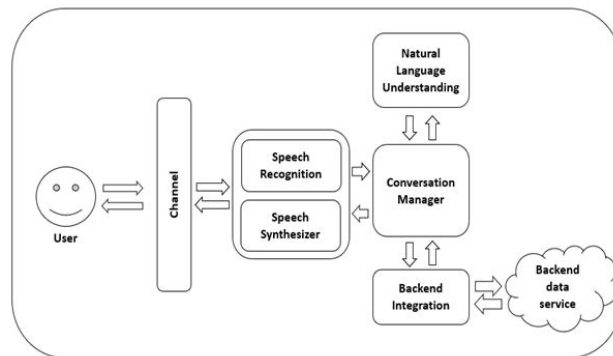 Natural
Language
Understanding
Speech
Recognition
Channel
Conversation
Manager
Speech
Synthesizer
User
Backend
Integration
Backend
data
service